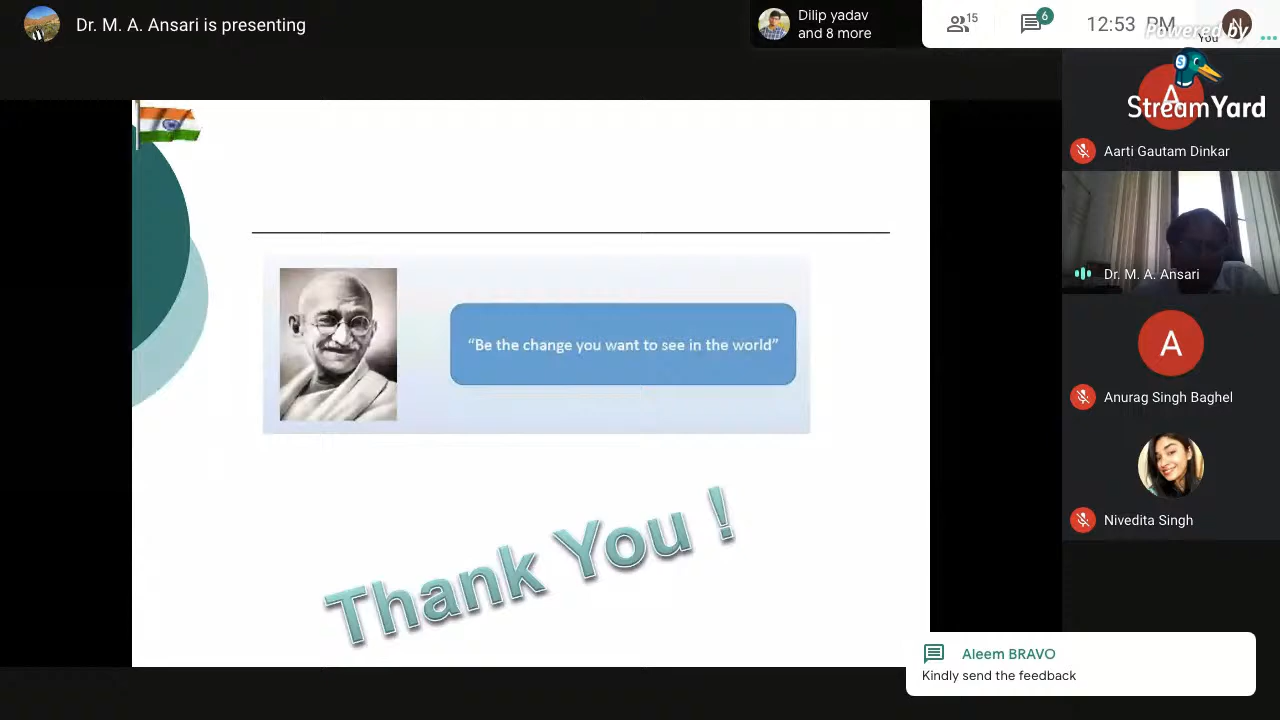 Dr. M. A. Ansari is presenting
Dilip yadav
and 8 more
15
6
12:53 PM
Powered by
You
N
StreamYard
S
A
Aarti Gautam Dinkar
Dr. M. A. Ansari
A
Anurag Singh Baghel
Nivedita Singh
“Be the change you want to see in the world”
Thank You !
Aleem BRAVO
Kindly send the feedback